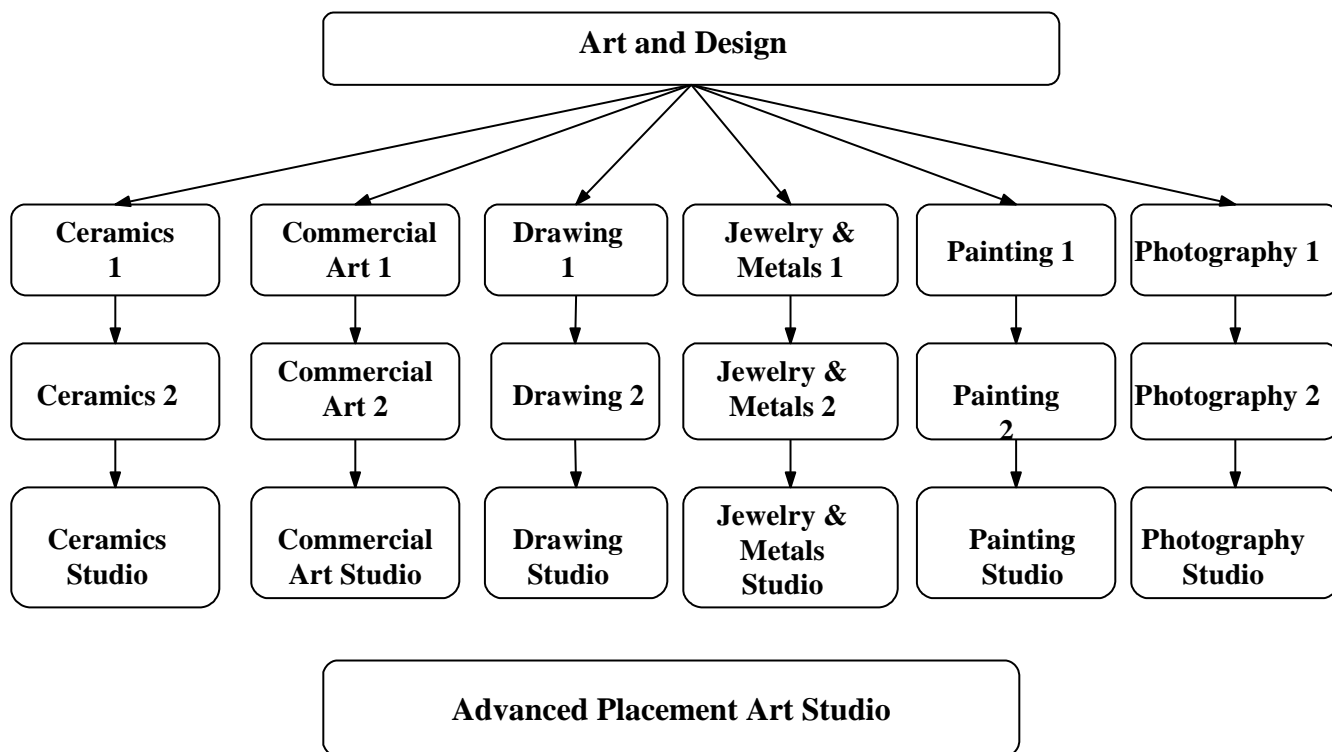 Art and Design
Ceramics
1
Commercial
Art 1
Drawing
1
Jewelry &
Metals 1
Painting 1
Photography 1
Ceramics 2
Commercial
Art 2
Drawing 2
Jewelry &
Metals 2
Painting
2
Photography 2
Ceramics
Studio
Commercial
Art Studio
Drawing
Studio
Jewelry &
Metals
Studio
Painting
Studio
Photography
Studio
Advanced Placement Art Studio